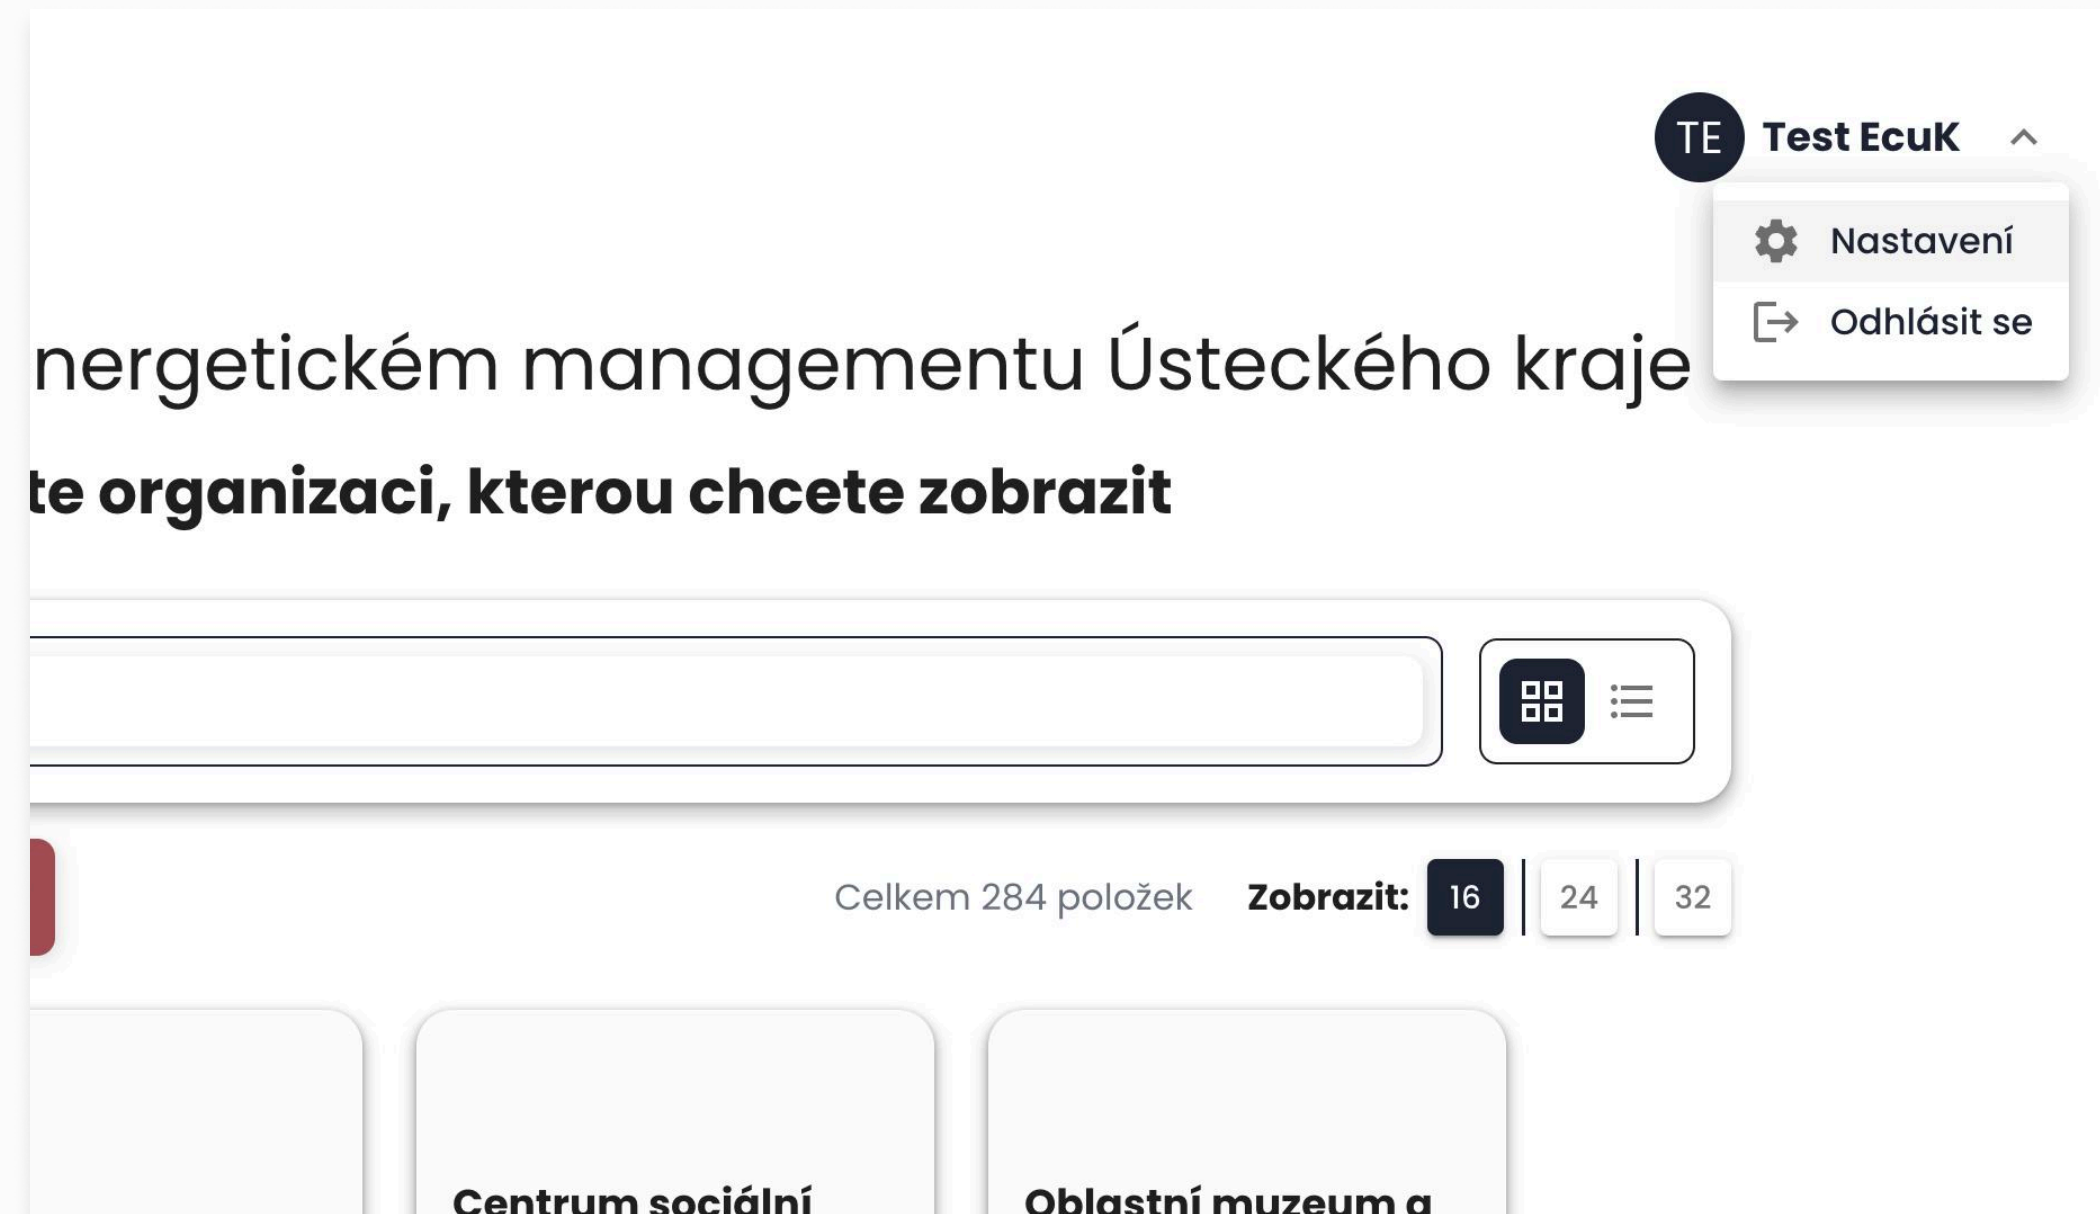 TE Test EcuK
Nastavení
Odhlásit se
nergetickém managementu Ústeckého kraje
te organizaci, kterou chcete zobrazit
Celkem 284 položek Zobrazit: 16 24 32
Centrum sociální Oblastní muzeum a